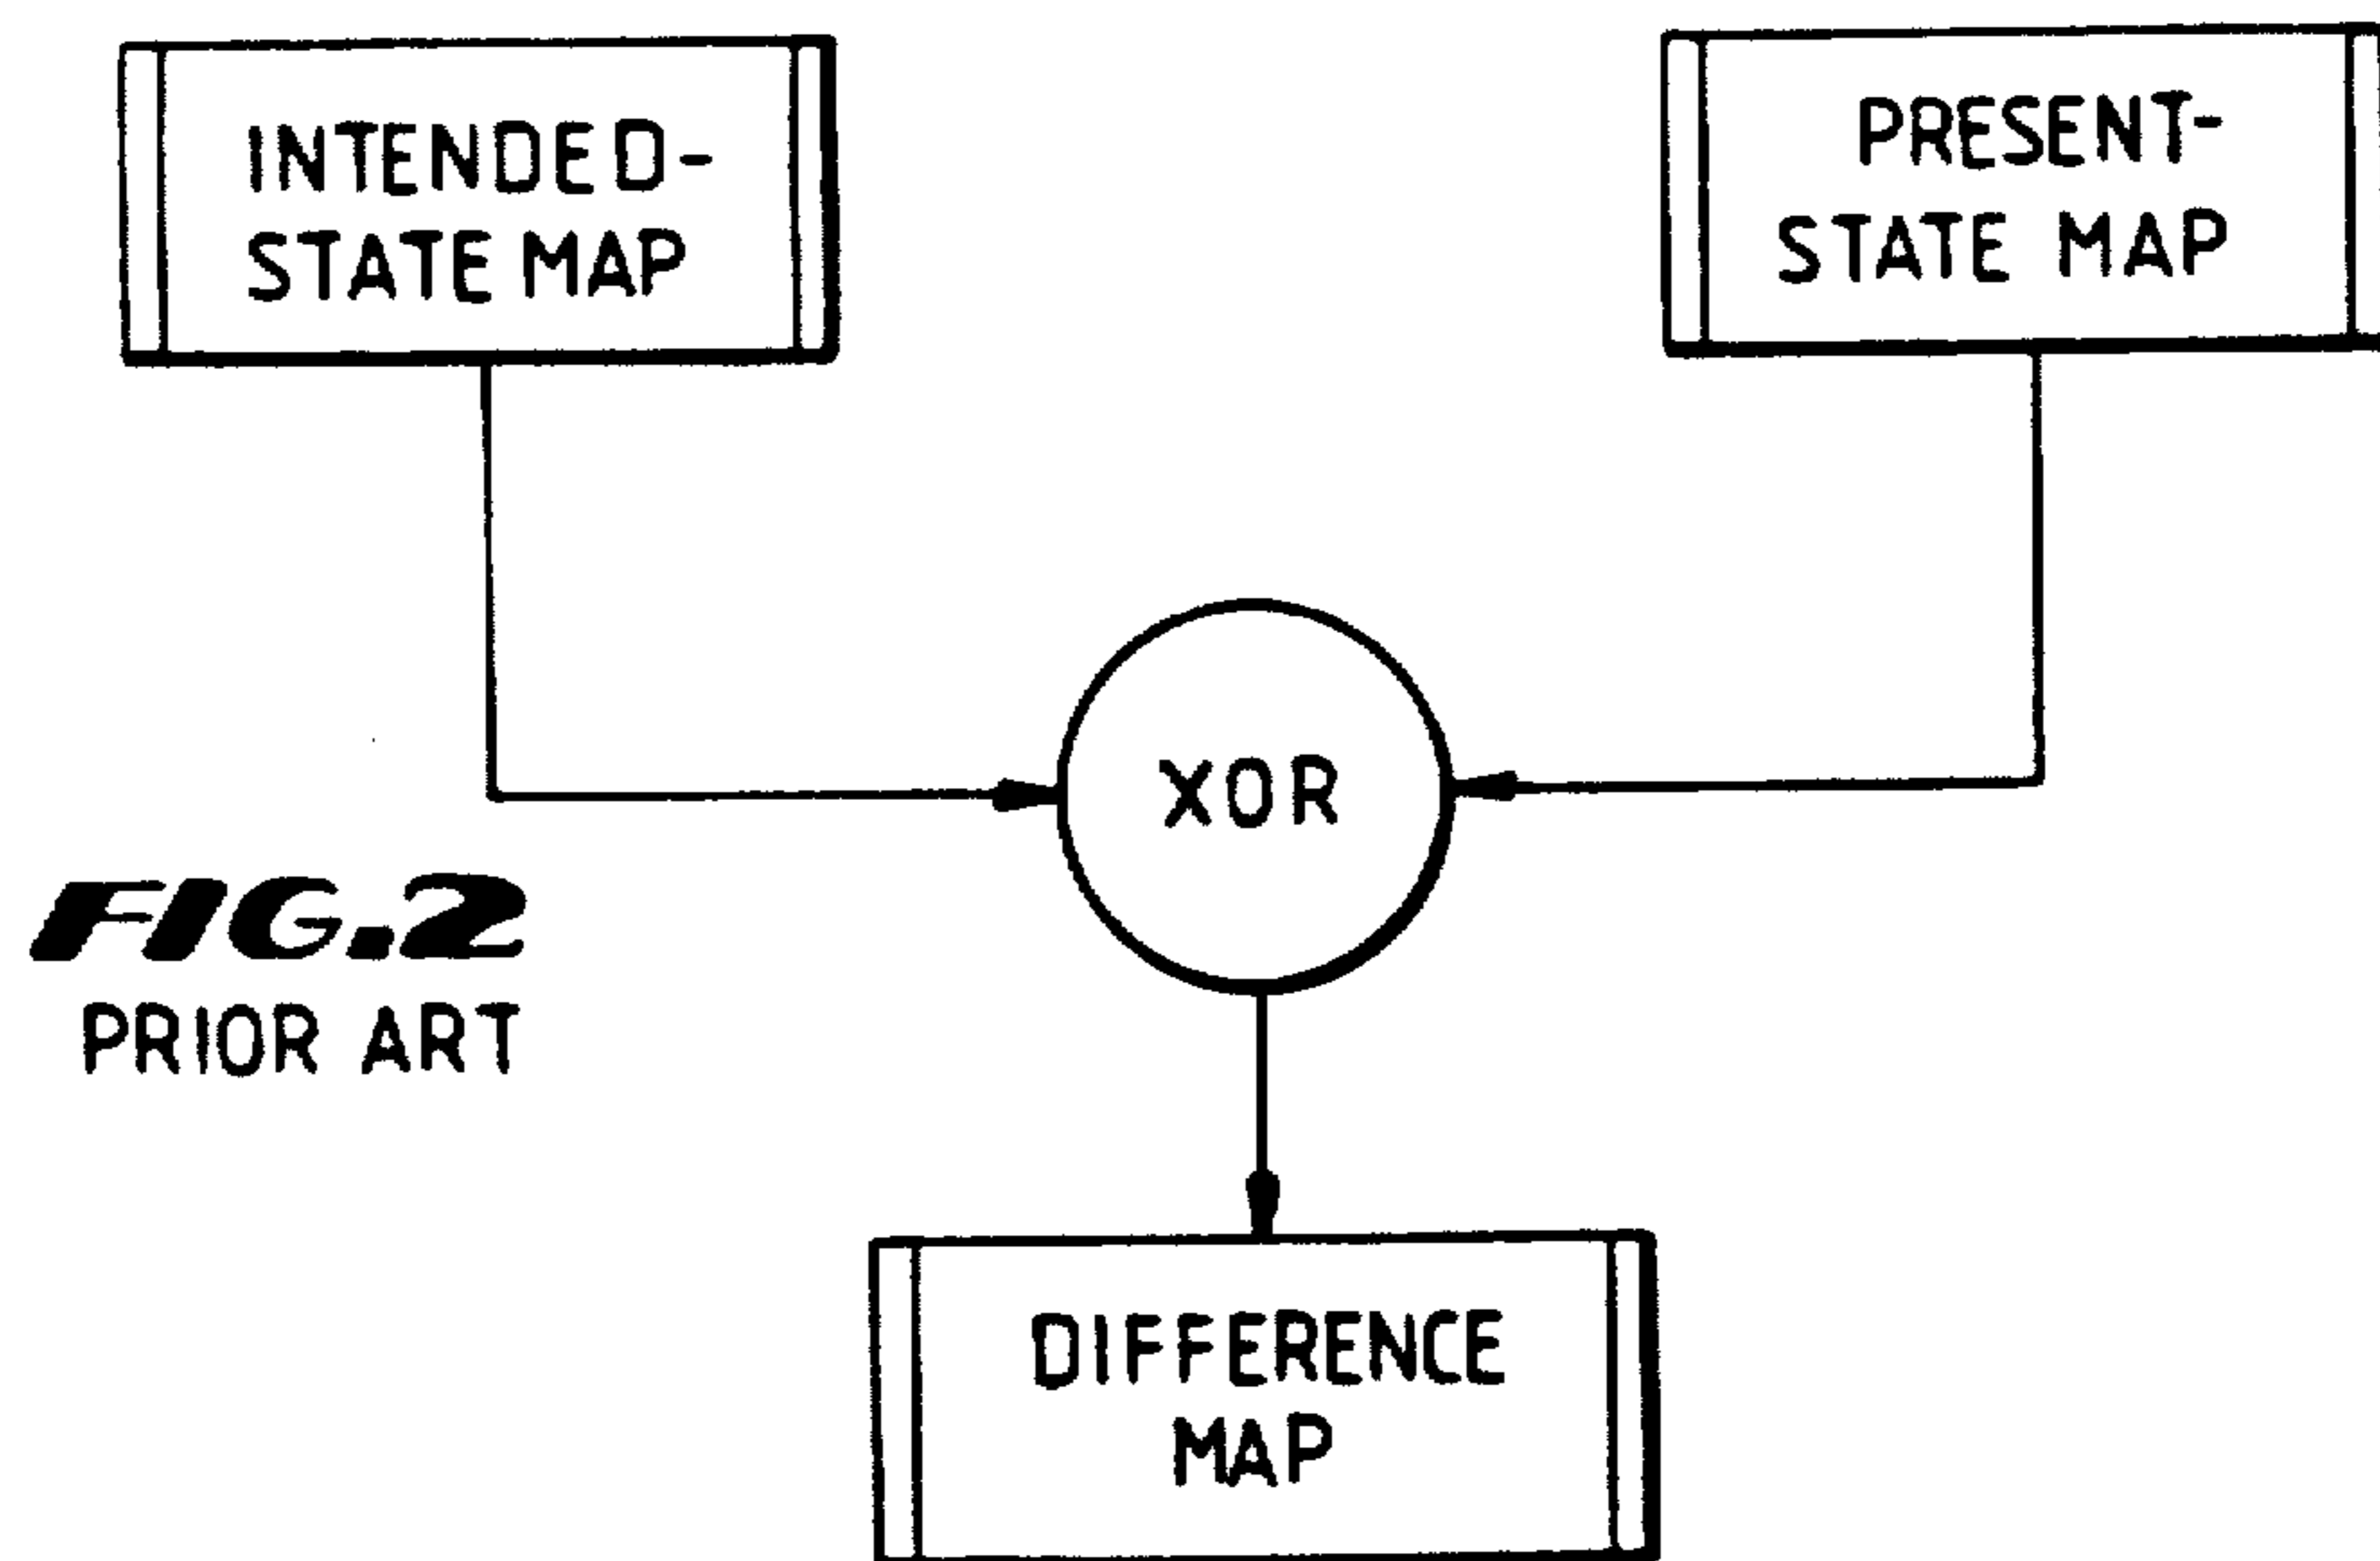 INTENDED-
STATE MAP
PRESENT-
STATE MAP
XOR
FIG.2
PRIOR ART
DIFFERENCE
MAP